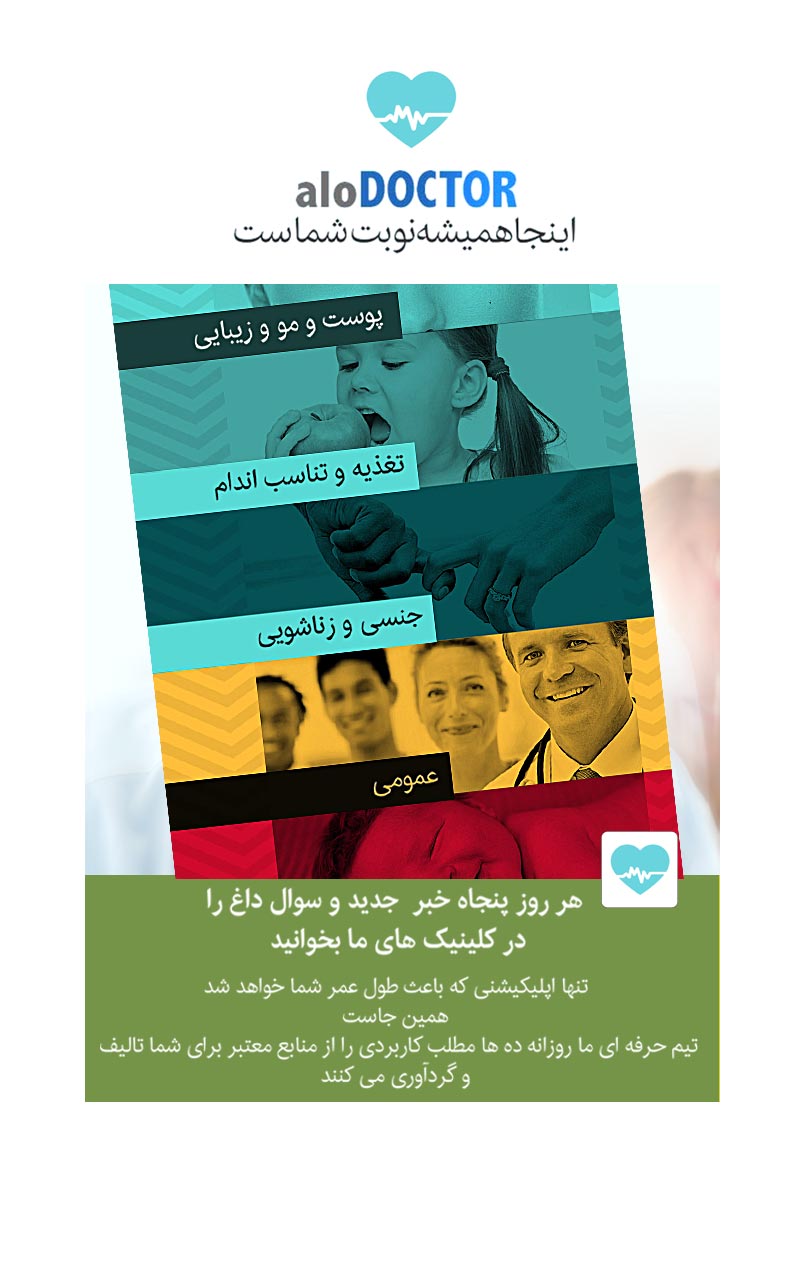 aloDOCTOR
اینجا همیشه نوبت شماست
پوست و مو و زیبایی
تغذیه و تناسب اندام
جنسی و زناشویی
عمومی
هر روز پنجاه خبر جدید و سوال داغ را
در کلینیک های ما بخوانید
تنها اپلیکیشنی که باعث طول عمر شما خواهد شد
همین جاست
تیم حرفه ای ما روزانه ده ها مطلب کاربردی را از منابع معتبر برای شما تالیف
و گردآوری می کنند